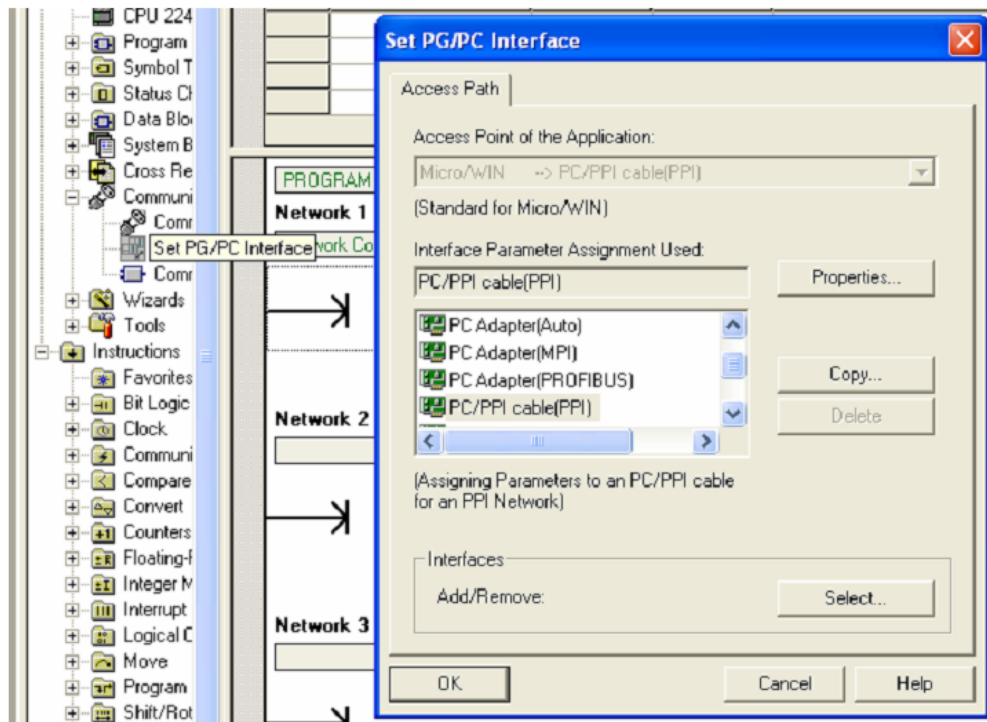 CPU 224
Program
Symbol T
Status Ch
Data Blo
System B
Cross Re
Communi
Comm
Set PG/PC Interface
Comm
Wizards
Tools
Instructions
Favorites
Bit Logic
Clock
Communi
Compare
Convert
Counters
Floating-F
Integer M
Interrupt
Logical C
Move
Program
Shift/Rot
PROGRAM
Network 1
work Co
Network 2
Network 3
Set PG/PC Interface
Access Path
Access Point of the Application:
Micro/WIN --> PC/PPI cable(PPI)
(Standard for Micro/WIN)
Interface Parameter Assignment Used:
PC/PPI cable(PPI)
Properties...
PC Adapter(Auto)
PC Adapter(MPI)
PC Adapter(PROFIBUS)
PC/PPI cable(PPI)
Copy...
Delete
(Assigning Parameters to an PC/PPI cable
for an PPI Network)
Interfaces
Add/Remove:
Select...
OK
Cancel
Help